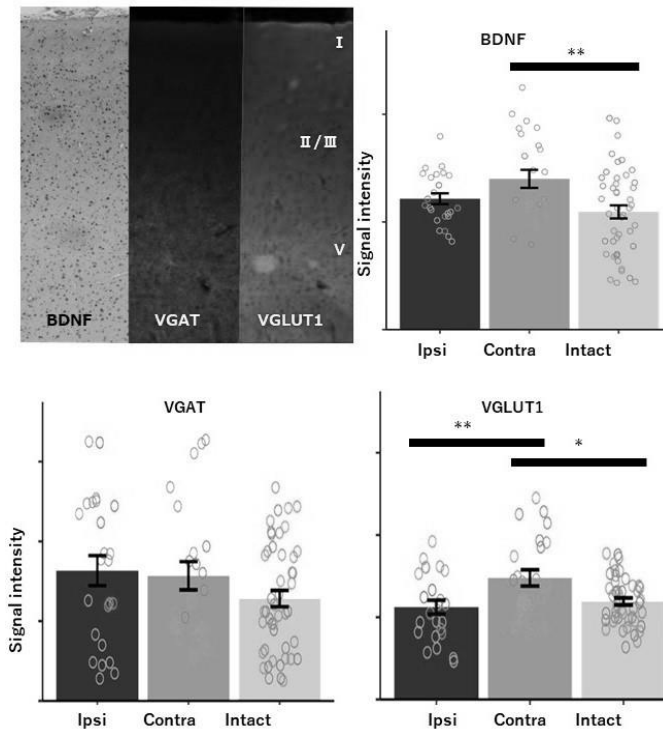 I
Ⅱ/Ⅲ
V
BDNF VGAT VGLUT1
BDNF
**
Signal intensity
Ipsi Contra Intact
VGAT
Signal intensity
Ipsi Contra Intact
VGLUT1
** *
Ipsi Contra Intact